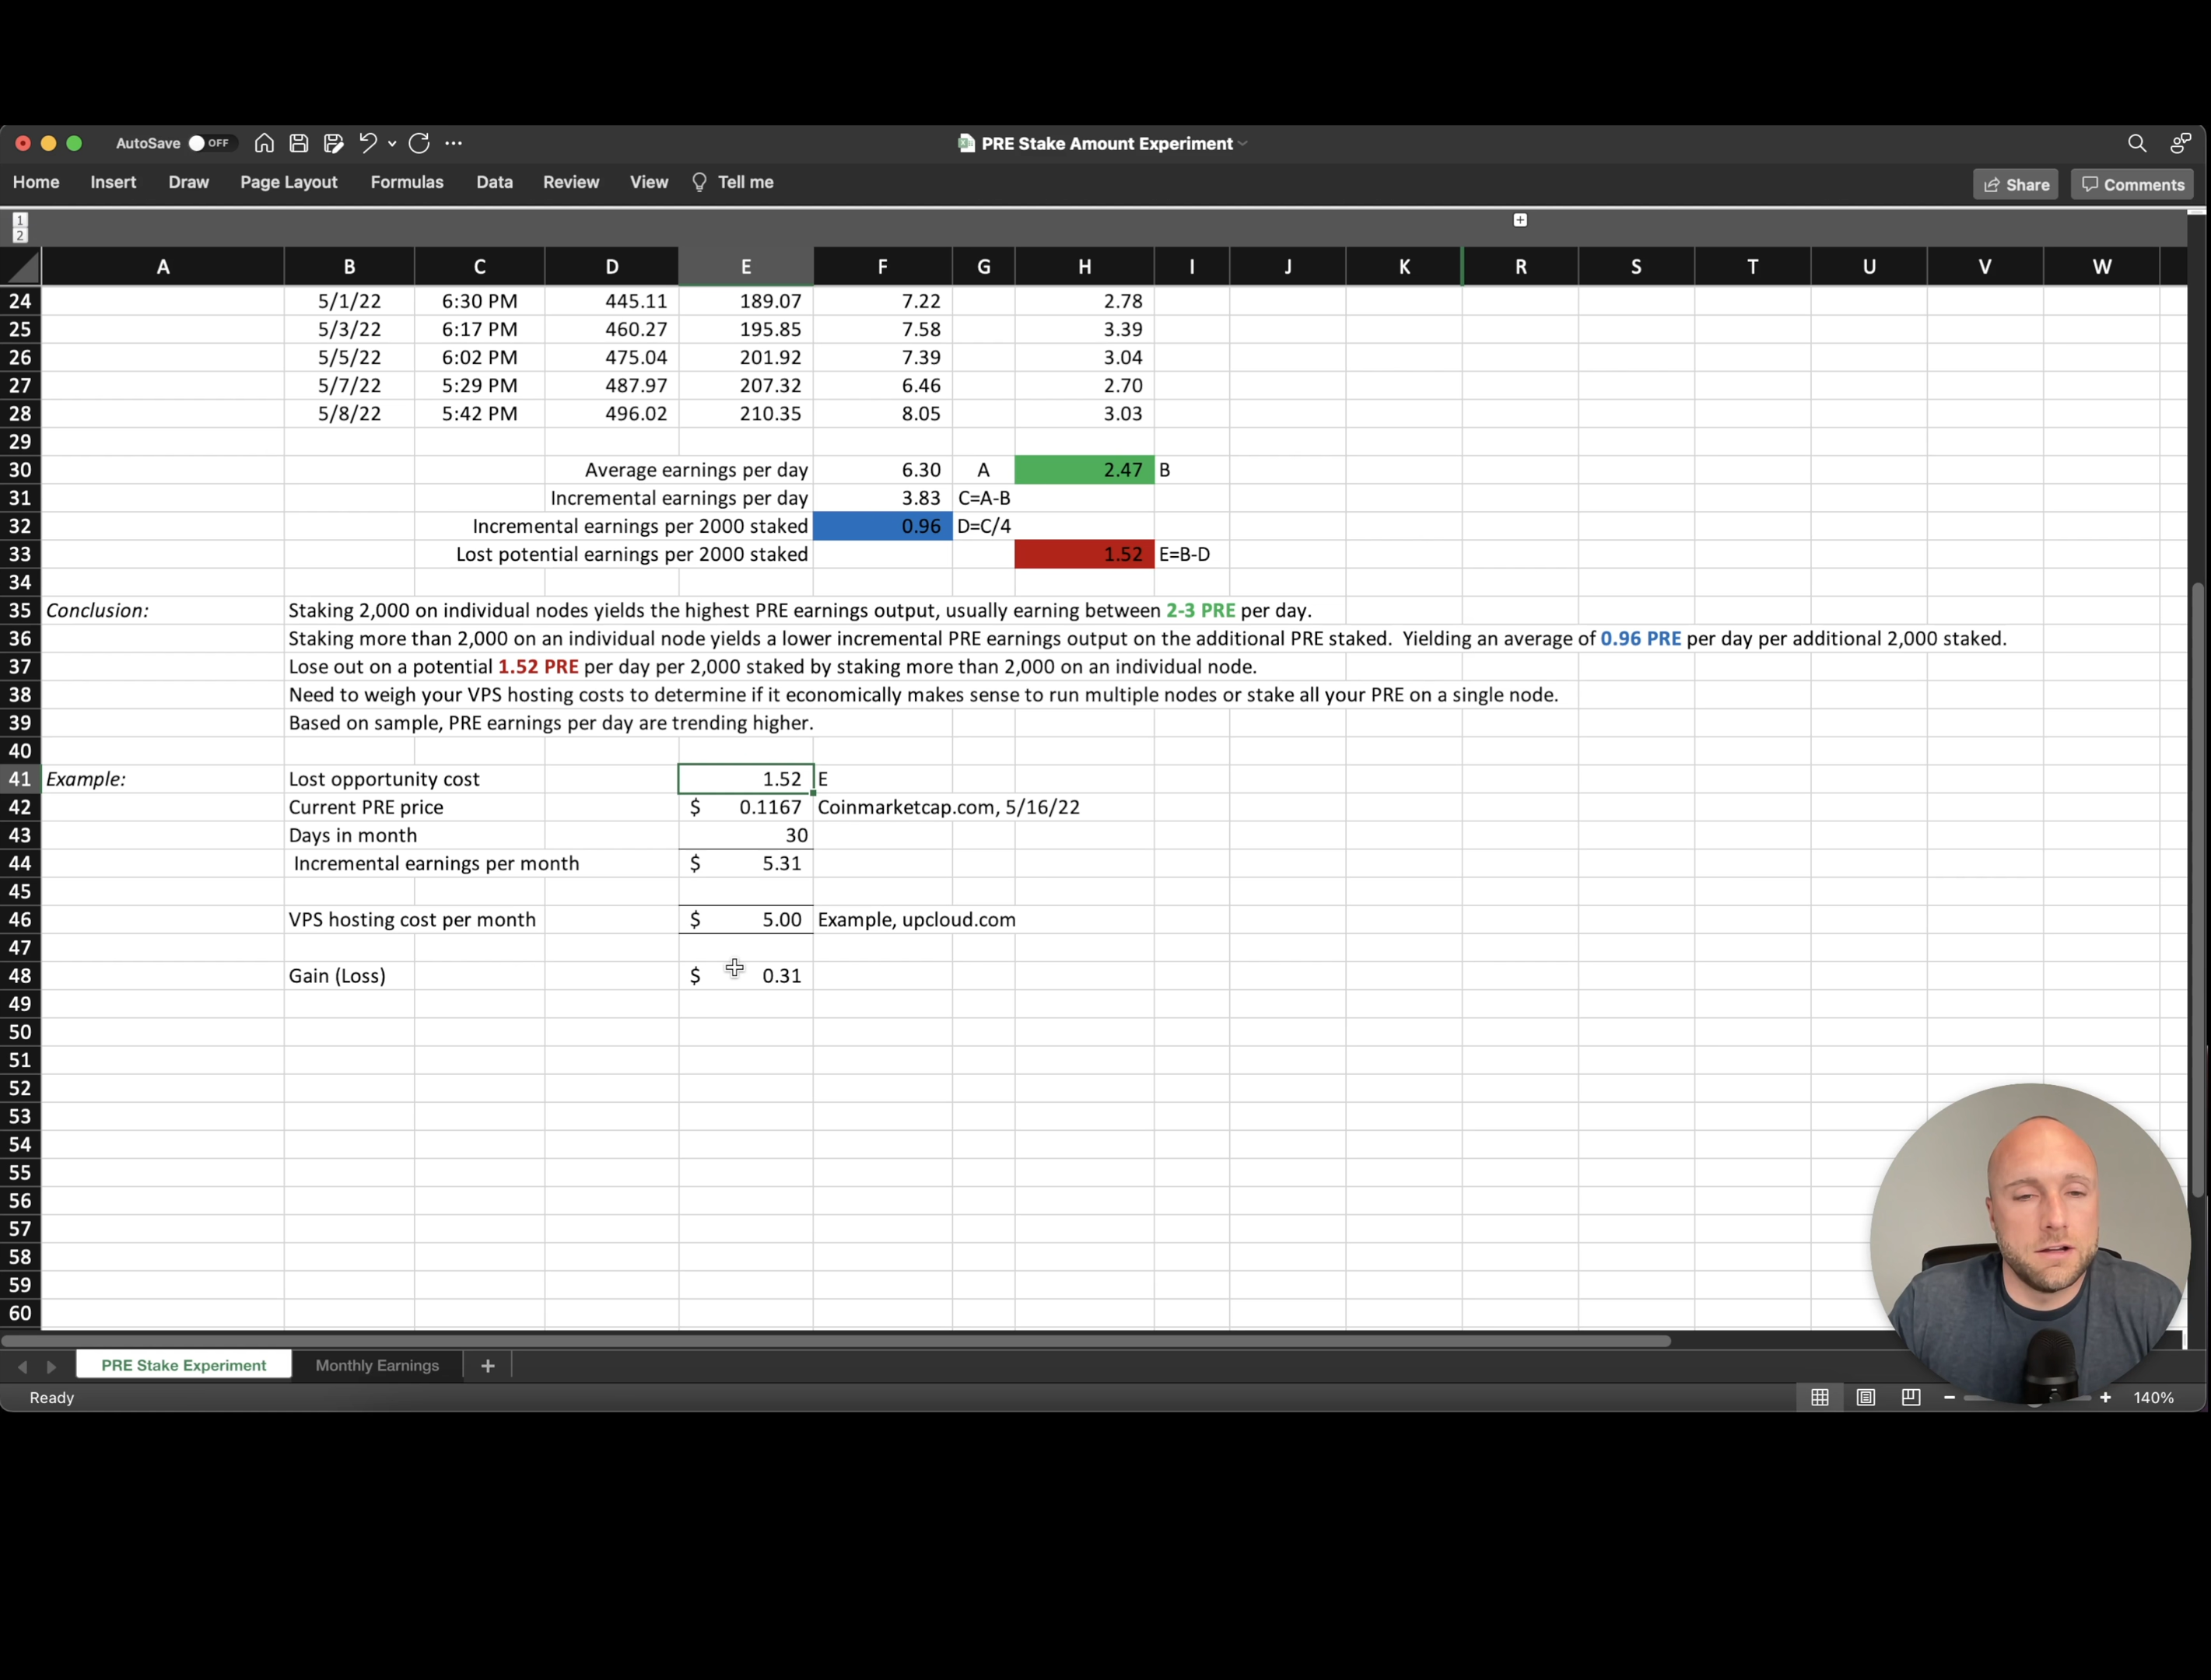 AutoSave OFF PRE Stake Amount Experiment
Home Insert Draw Page Layout Formulas Data Review View Tell me Share Comments
1
2
A B C D E F G H I J K R S T U V W
24 5/1/22 6:30 PM 445.11 189.07 7.22 2.78
25 5/3/22 6:17 PM 460.27 195.85 7.58 3.39
26 5/5/22 6:02 PM 475.04 201.92 7.39 3.04
27 5/7/22 5:29 PM 487.97 207.32 6.46 2.70
28 5/8/22 5:42 PM 496.02 210.35 8.05 3.03
29
30 Average earnings per day 6.30 A 2.47 B
31 Incremental earnings per day 3.83 C=A-B
32 Incremental earnings per 2000 staked 0.96 D=C/4
33 Lost potential earnings per 2000 staked 1.52 E=B-D
34
35 Conclusion: Staking 2,000 on individual nodes yields the highest PRE earnings output, usually earning between 2-3 PRE per day.
36 Staking more than 2,000 on an individual node yields a lower incremental PRE earnings output on the additional PRE staked. Yielding an average of 0.96 PRE per day per additional 2,000 staked.
37 Lose out on a potential 1.52 PRE per day per 2,000 staked by staking more than 2,000 on an individual node.
38 Need to weigh your VPS hosting costs to determine if it economically makes sense to run multiple nodes or stake all your PRE on a single node.
39 Based on sample, PRE earnings per day are trending higher.
40
41 Example: Lost opportunity cost 1.52 E
42 Current PRE price $ 0.1167 Coinmarketcap.com, 5/16/22
43 Days in month 30
44 Incremental earnings per month $ 5.31
45
46 VPS hosting cost per month $ 5.00 Example, upcloud.com
47
48 Gain (Loss) $ 0.31
49
50
51
52
53
54
55
56
57
58
59
60
PRE Stake Experiment Monthly Earnings +
Ready 140%